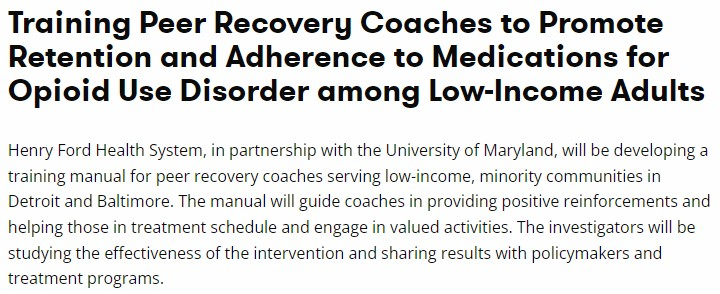 Training Peer Recovery Coaches to Promote
Retention and Adherence to Medications for
Opioid Use Disorder among Low-Income Adults
Henry Ford Health System, in partnership with the University of Maryland, will be developing a
training manual for peer recovery coaches serving low-income, minority communities in
Detroit and Baltimore. The manual will guide coaches in providing positive reinforcements and
helping those in treatment schedule and engage in valued activities. The investigators will be
studying the effectiveness of the intervention and sharing results with policymakers and
treatment programs.